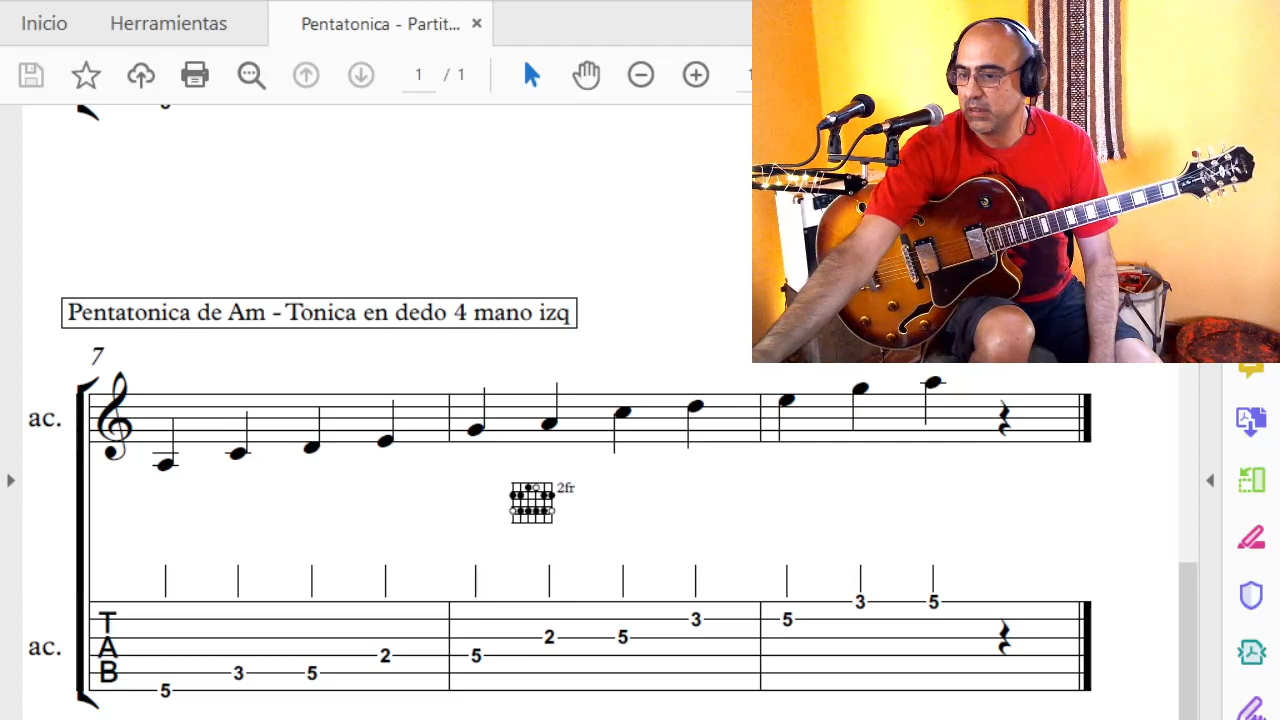 Inicio Herramientas Pentatonica - Partit... ×
1 / 1
Pentatonica de Am - Tonica en dedo 4 mano izq
7
ac.
2fr
ac.
T
A
B
5 3 5 2 5 2 5 3 5 3 5